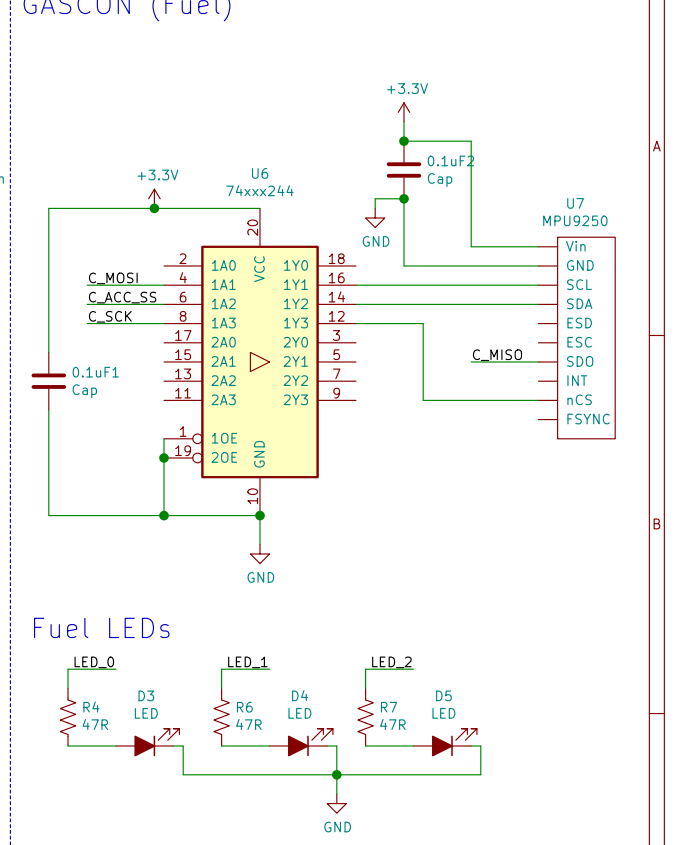 GASCON (Fuel)
+3.3V
0.1uF2
Cap
GND
+3.3V
U6
74xxx244
20
VCC
2 1A0 1Y0 18
C_MOSI 4 1A1 1Y1 16
C_ACC_SS 6 1A2 1Y2 14
C_SCK 8 1A3 1Y3 12
17 2A0 2Y0 3
15 2A1 2Y1 5
13 2A2 2Y2 7
11 2A3 2Y3 9
1 1OE
19 2OE
GND
10
GND
0.1uF1
Cap
U7
MPU9250
Vin
GND
SCL
SDA
ESD
ESC
C_MISO SDO
INT
nCS
FSYNC
A
B
Fuel LEDs
LED_0
R4
47R
D3
LED
LED_1
R6
47R
D4
LED
LED_2
R7
47R
D5
LED
GND